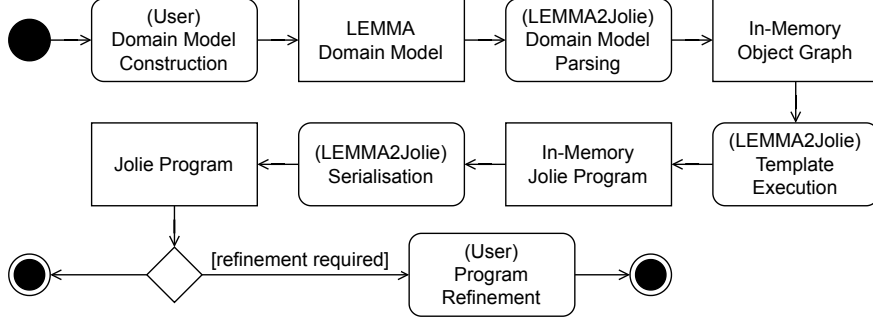 (User)
Domain Model
Construction
LEMMA
Domain Model
(LEMMA2Jolie)
Domain Model
Parsing
In-Memory
Object Graph
(LEMMA2Jolie)
Template
Execution
In-Memory
Jolie Program
(LEMMA2Jolie)
Serialisation
Jolie Program
[refinement required]
(User)
Program
Refinement